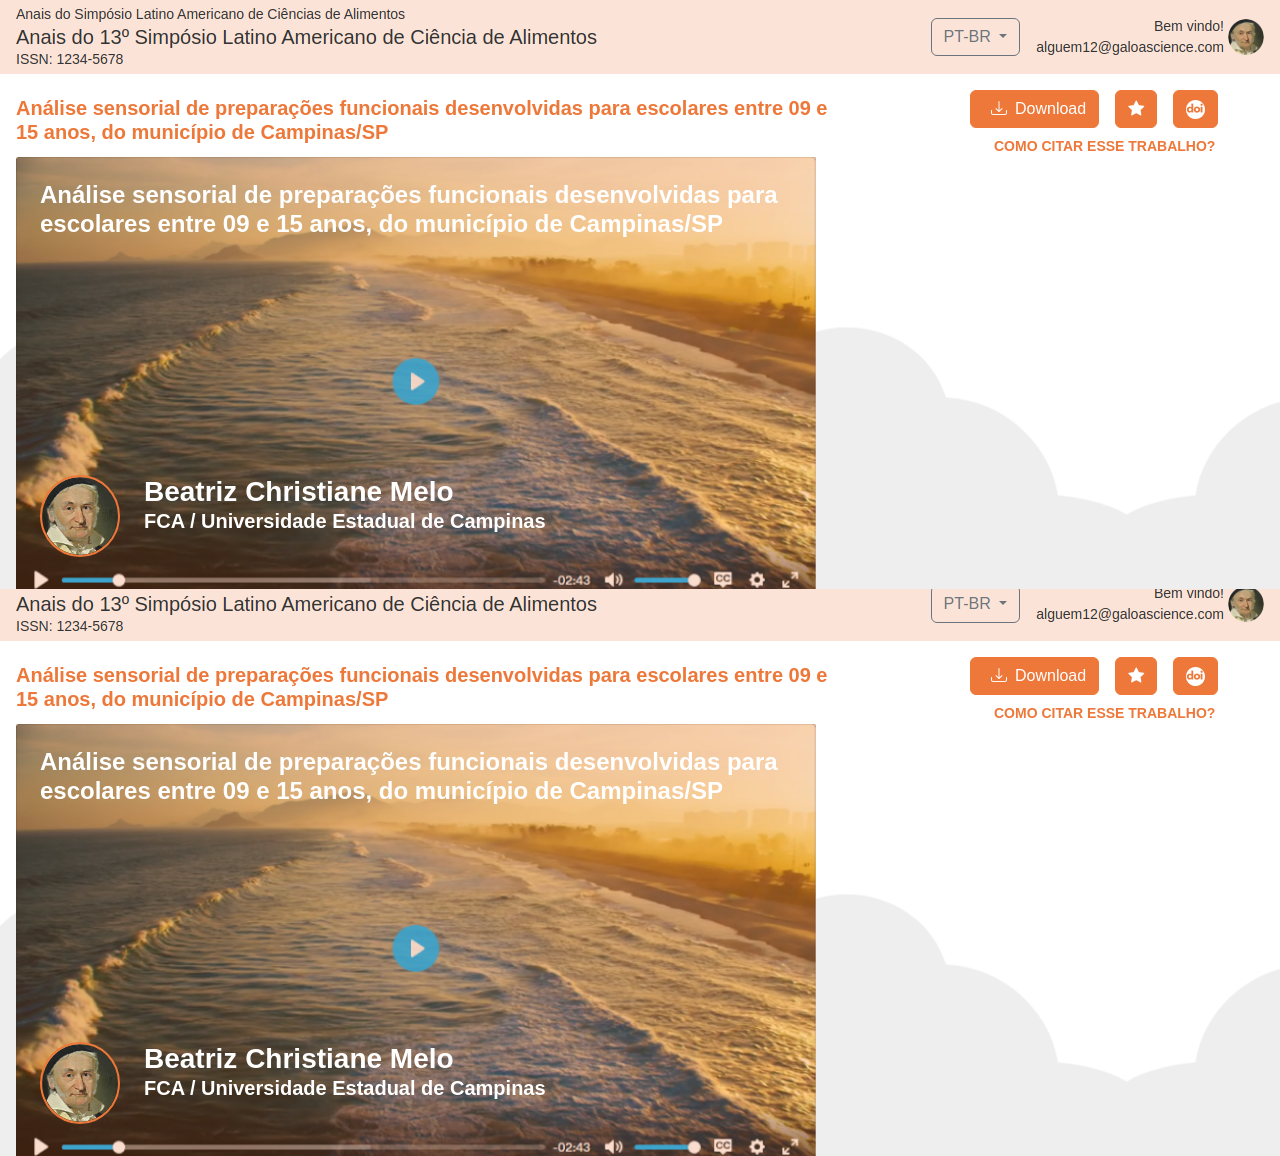 Anais do Simpósio Latino Americano de Ciências de Alimentos
Anais do 13º Simpósio Latino Americano de Ciência de Alimentos
ISSN: 1234-5678
PT-BR
Bem vindo!
alguem12@galoascience.com
Análise sensorial de preparações funcionais desenvolvidas para escolares entre 09 e
15 anos, do município de Campinas/SP
Download
doi
COMO CITAR ESSE TRABALHO?
Análise sensorial de preparações funcionais desenvolvidas para
escolares entre 09 e 15 anos, do município de Campinas/SP
Beatriz Christiane Melo
FCA / Universidade Estadual de Campinas
-02:43
CC
Anais do 13º Simpósio Latino Americano de Ciência de Alimentos
ISSN: 1234-5678
PT-BR
Bem vindo!
alguem12@galoascience.com
Análise sensorial de preparações funcionais desenvolvidas para escolares entre 09 e
15 anos, do município de Campinas/SP
Download
doi
COMO CITAR ESSE TRABALHO?
Análise sensorial de preparações funcionais desenvolvidas para
escolares entre 09 e 15 anos, do município de Campinas/SP
Beatriz Christiane Melo
FCA / Universidade Estadual de Campinas
-02:43
CC